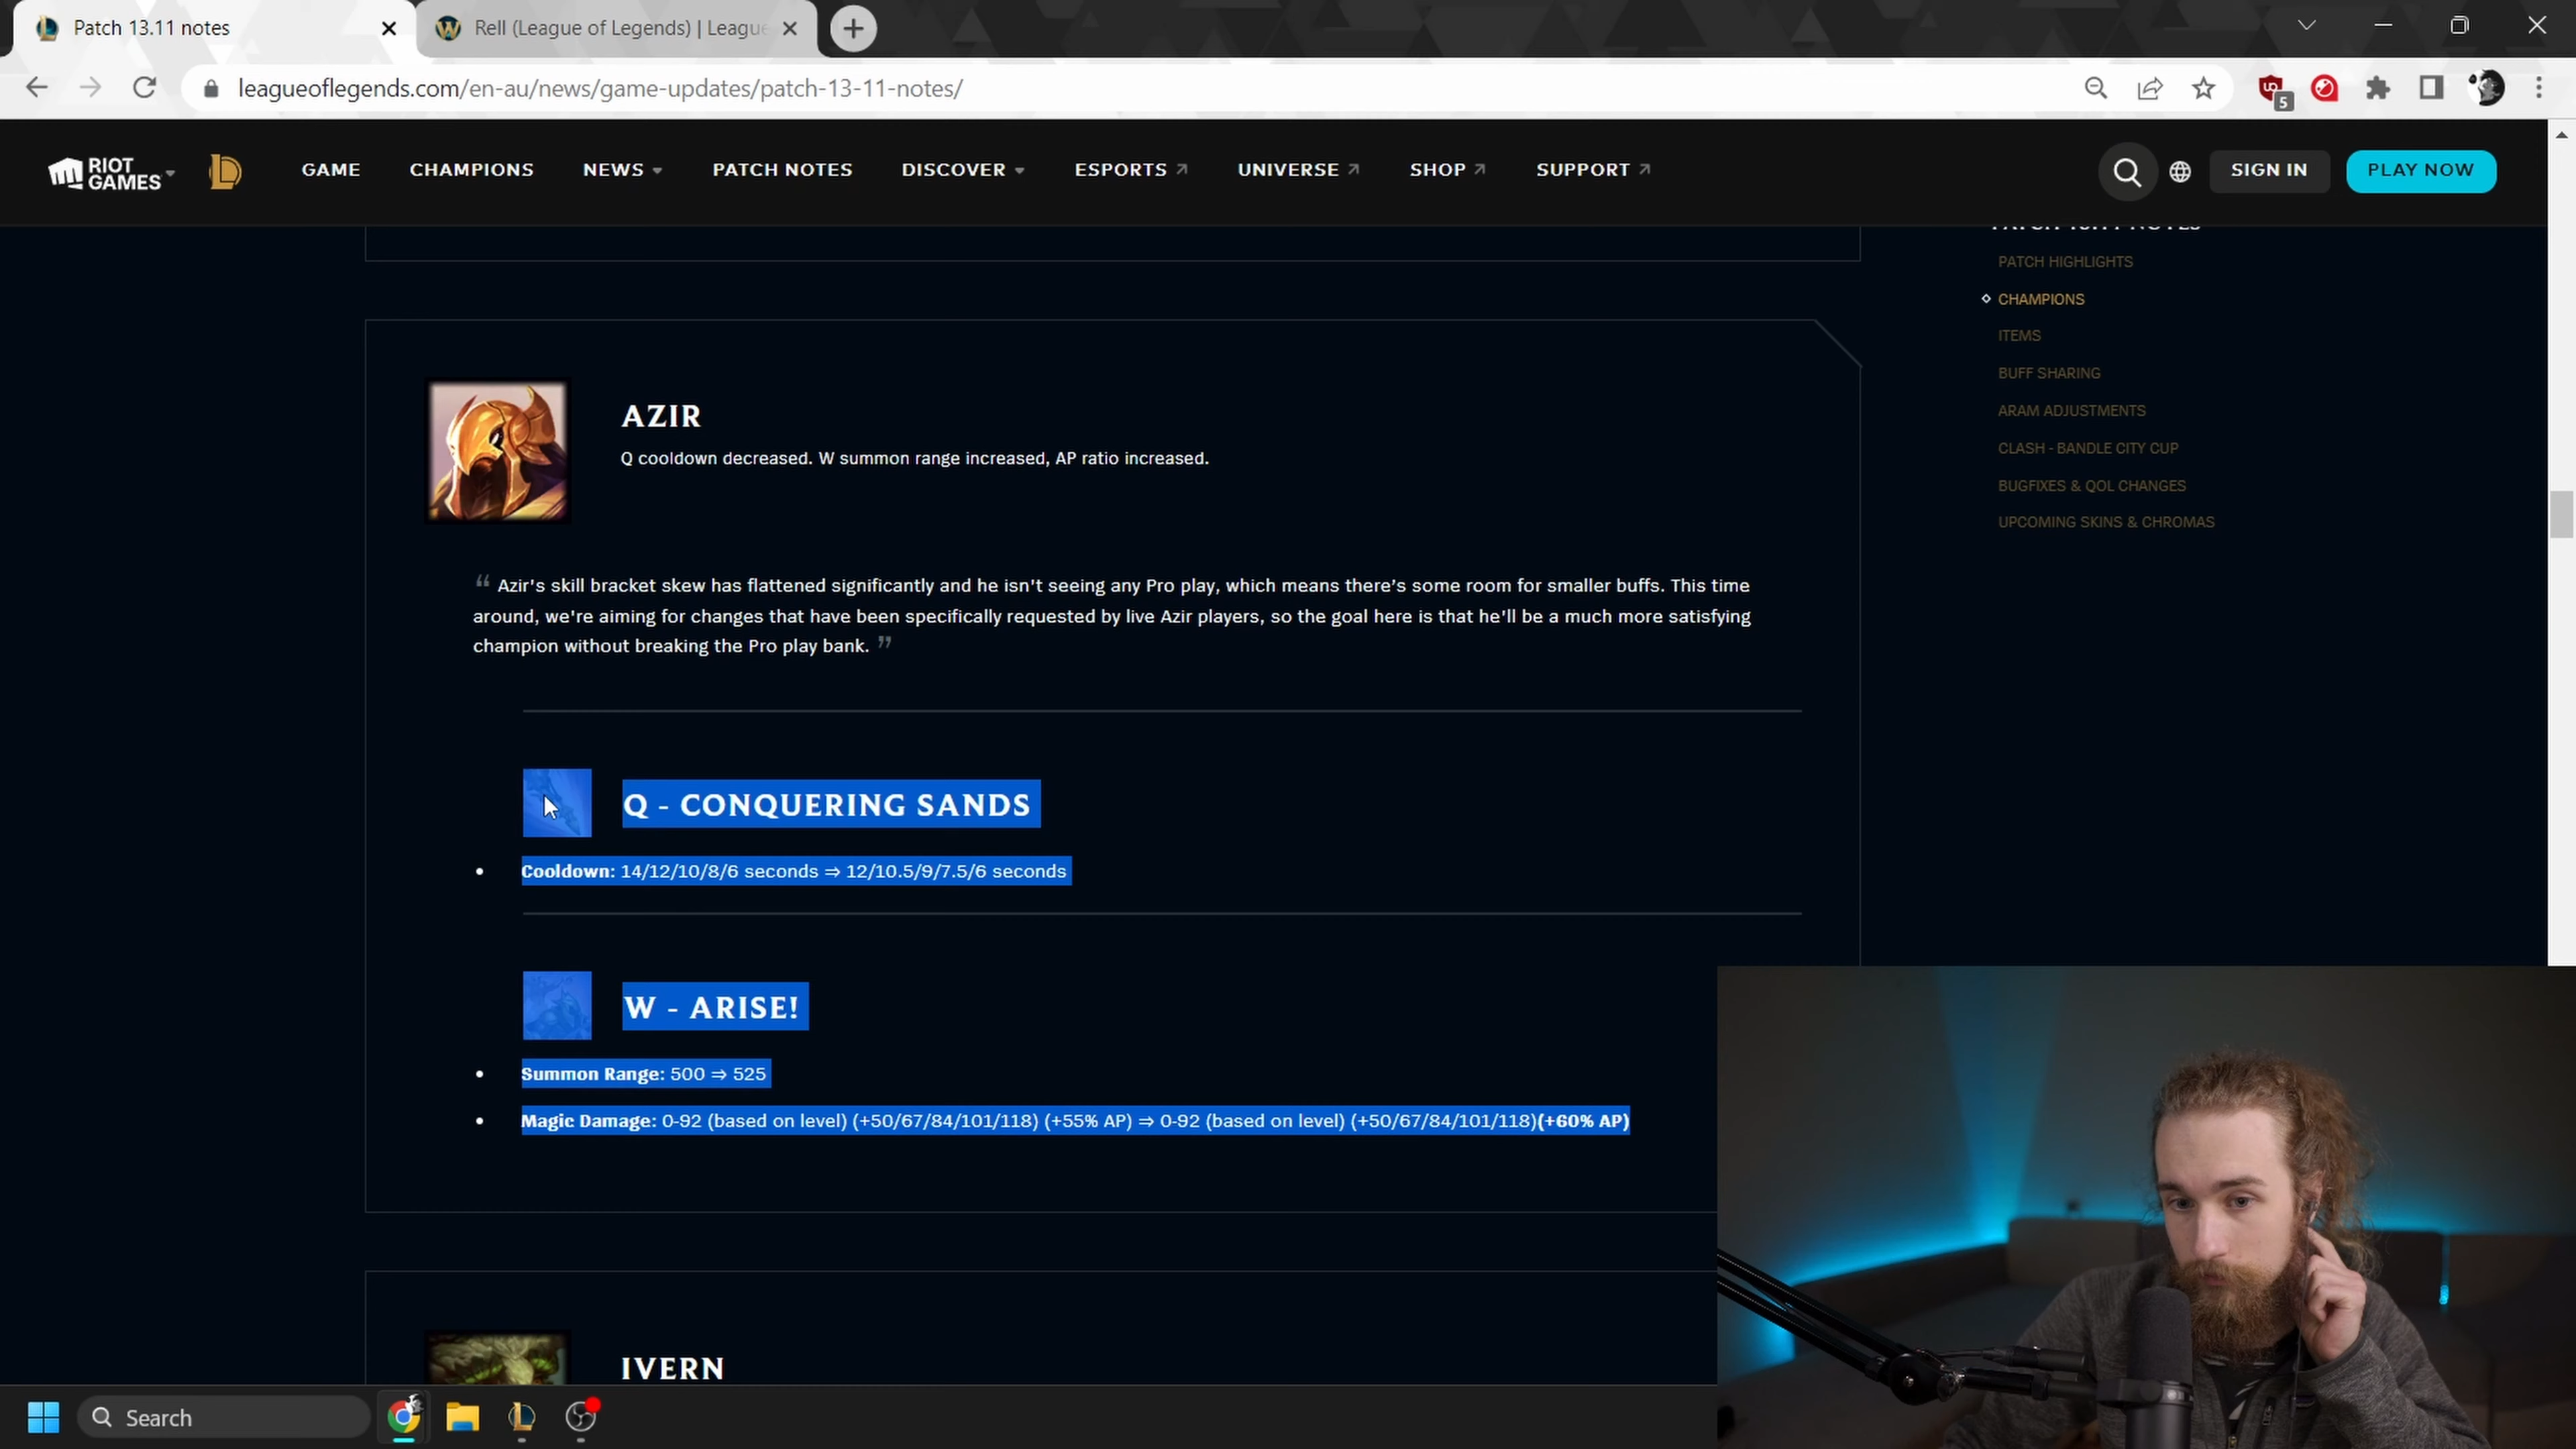 Patch 13.11 notes
Rell (League of Legends) | League
leagueoflegends.com/en-au/news/game-updates/patch-13-11-notes/
5
RIOT GAMES
GAME
CHAMPIONS
NEWS
PATCH NOTES
DISCOVER
ESPORTS
UNIVERSE
SHOP
SUPPORT
SIGN IN
PLAY NOW
PATCH 13.11 NOTES
PATCH HIGHLIGHTS
CHAMPIONS
ITEMS
BUFF SHARING
ARAM ADJUSTMENTS
CLASH - BANDLE CITY CUP
BUGFIXES & QOL CHANGES
UPCOMING SKINS & CHROMAS
AZIR
Q cooldown decreased. W summon range increased, AP ratio increased.
“ Azir's skill bracket skew has flattened significantly and he isn't seeing any Pro play, which means there's some room for smaller buffs. This time
around, we're aiming for changes that have been specifically requested by live Azir players, so the goal here is that he'll be a much more satisfying
champion without breaking the Pro play bank. ”
Q - CONQUERING SANDS
• Cooldown: 14/12/10/8/6 seconds ⇒ 12/10.5/9/7.5/6 seconds
W - ARISE!
• Summon Range: 500 ⇒ 525
• Magic Damage: 0-92 (based on level) (+50/67/84/101/118) (+55% AP) ⇒ 0-92 (based on level) (+50/67/84/101/118)(+60% AP)
IVERN
Search